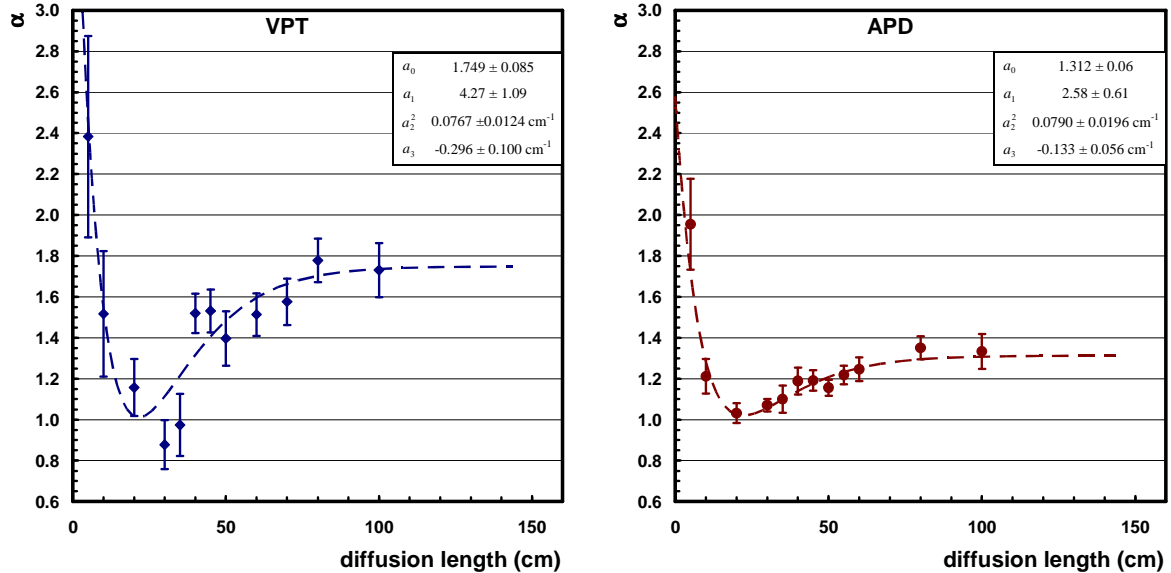 α
VPT
3.0
2.8
2.6
2.4
2.2
2.0
1.8
1.6
1.4
1.2
1.0
0.8
0.6
a₀ 1.749 ± 0.085
a₁ 4.27 ± 1.09
a₂² 0.0767 ±0.0124 cm⁻¹
a₃ -0.296 ± 0.100 cm⁻¹
0 50 100 150
diffusion length (cm)
α
APD
3.0
2.8
2.6
2.4
2.2
2.0
1.8
1.6
1.4
1.2
1.0
0.8
0.6
a₀ 1.312 ± 0.06
a₁ 2.58 ± 0.61
a₂² 0.0790 ± 0.0196 cm⁻¹
a₃ -0.133 ± 0.056 cm⁻¹
0 50 100 150
diffusion length (cm)